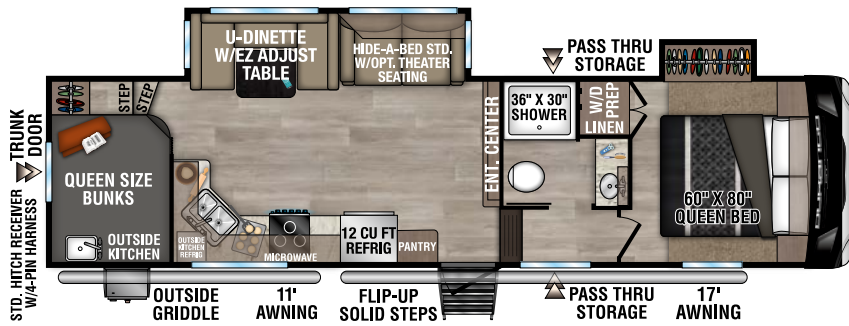 U-DINETTE
W/EZ ADJUST
TABLE
HIDE-A-BED STD.
W/OPT. THEATER
SEATING
PASS THRU
STORAGE
STEP
STEP
36" X 30"
SHOWER
W/D
PREP
LINEN
ENT. CENTER
STD. HITCH RECEIVER
W/4-PIN HARNESS
TRUNK
DOOR
QUEEN SIZE
BUNKS
OUTSIDE
KITCHEN
OUTSIDE
KITCHEN
REFRIG
MICROWAVE
12 CU FT
REFRIG
PANTRY
60" X 80"
QUEEN BED
DURANGO
OUTSIDE
GRIDDLE
11'
AWNING
FLIP-UP
SOLID STEPS
PASS THRU
STORAGE
17'
AWNING